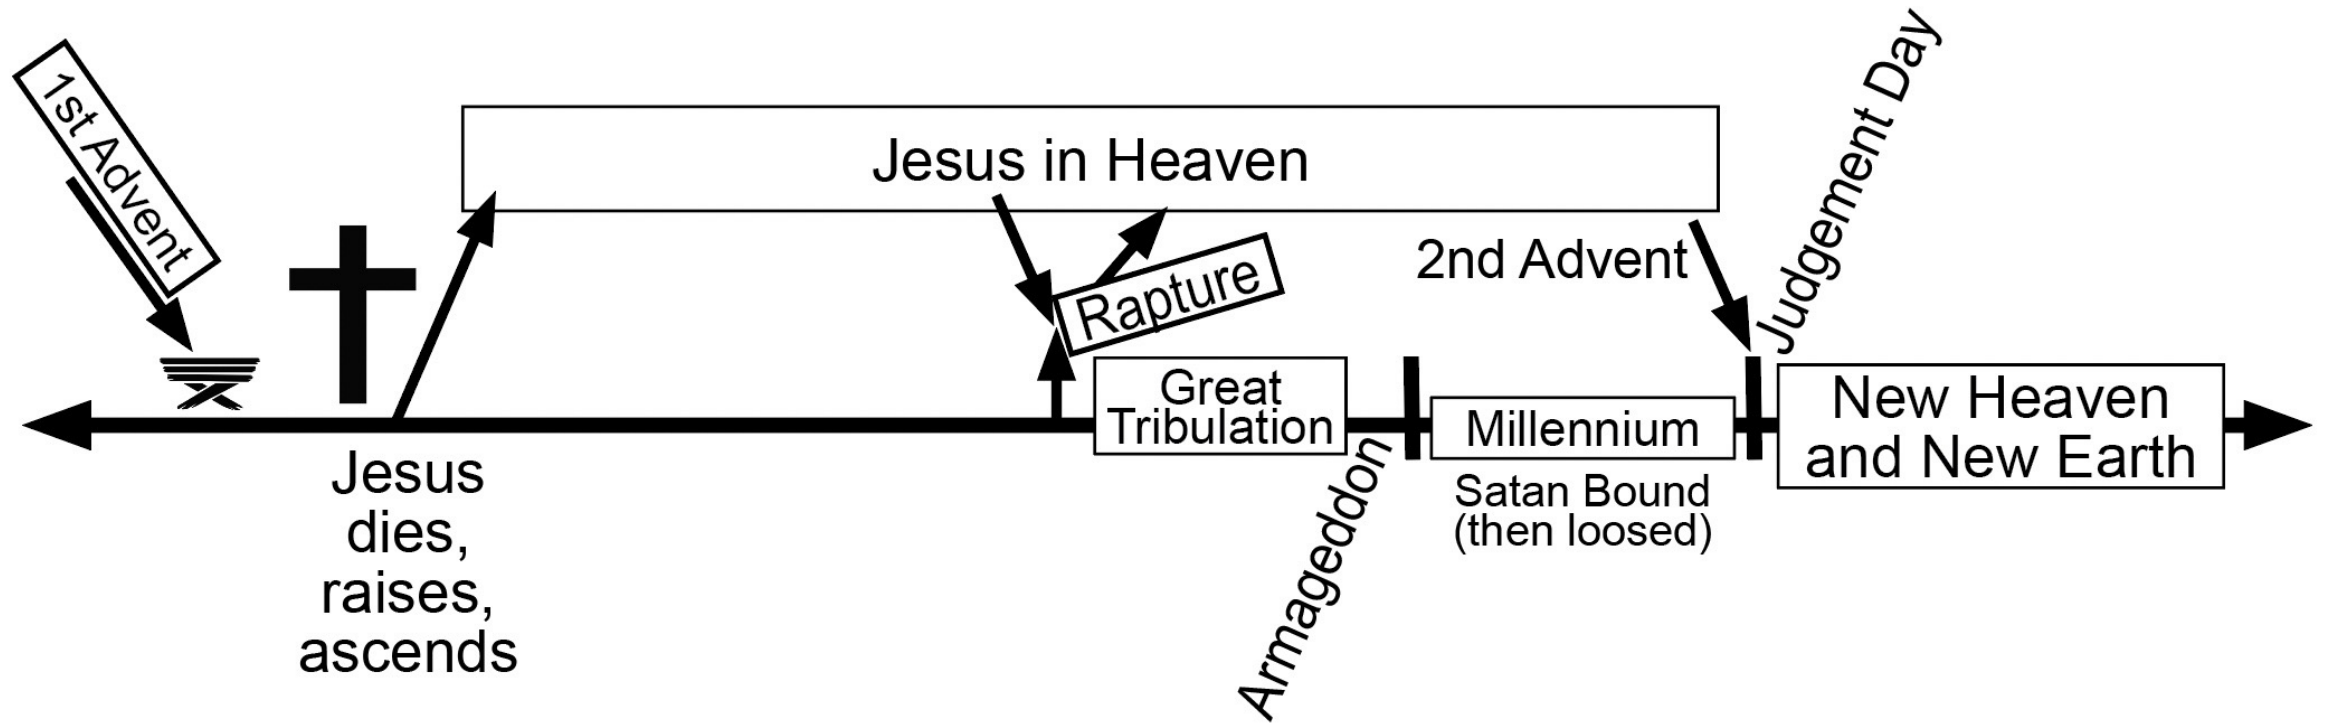 1st Advent
Jesus in Heaven
Judgement Day
2nd Advent
Rapture
Great
Tribulation
Millennium
New Heaven
and New Earth
Jesus
dies,
raises,
ascends
Armageddon
Satan Bound
(then loosed)